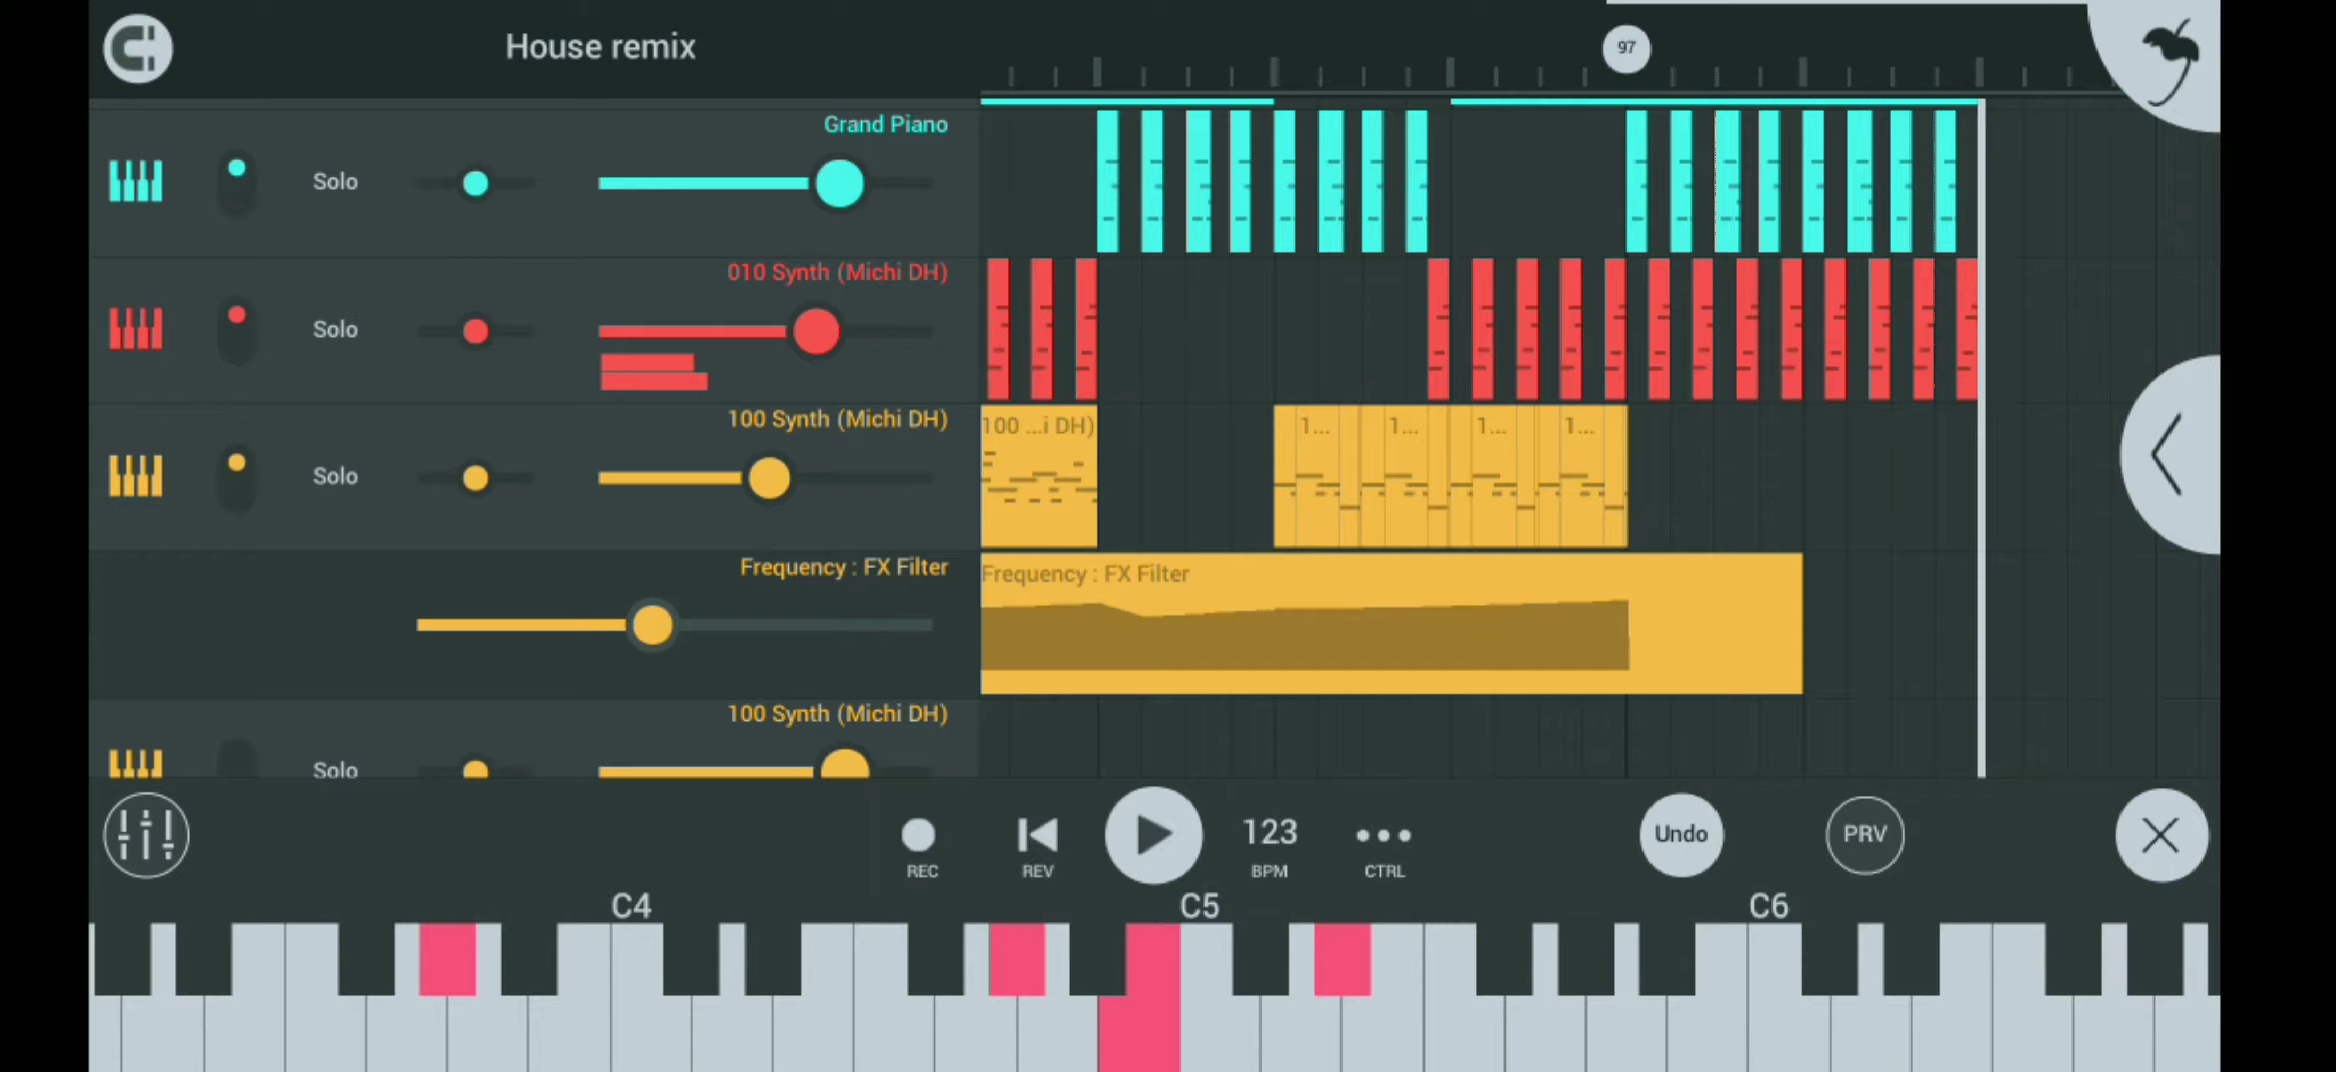 House remix
97
Grand Piano
Solo
010 Synth (Michi DH)
Solo
100 Synth (Michi DH)
Solo
100 ...i DH)
1...
1...
1...
1...
Frequency : FX Filter
Frequency : FX Filter
100 Synth (Michi DH)
Solo
REC
REV
123
BPM
CTRL
Undo
PRV
C4
C5
C6